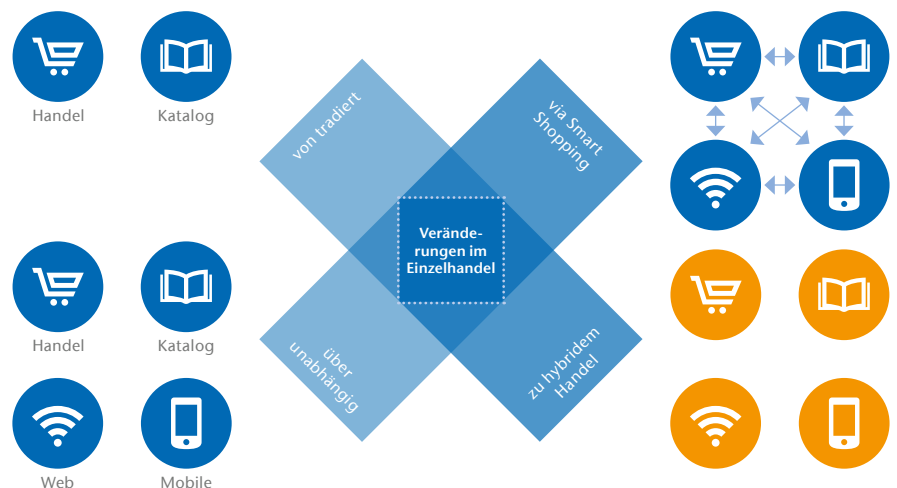 Handel
Katalog
von tradiert
via Smart
Shopping
Verände-
rungen im
Einzelhandel
Handel
Katalog
über
unabhängig
zu hybridem
Handel
Web
Mobile